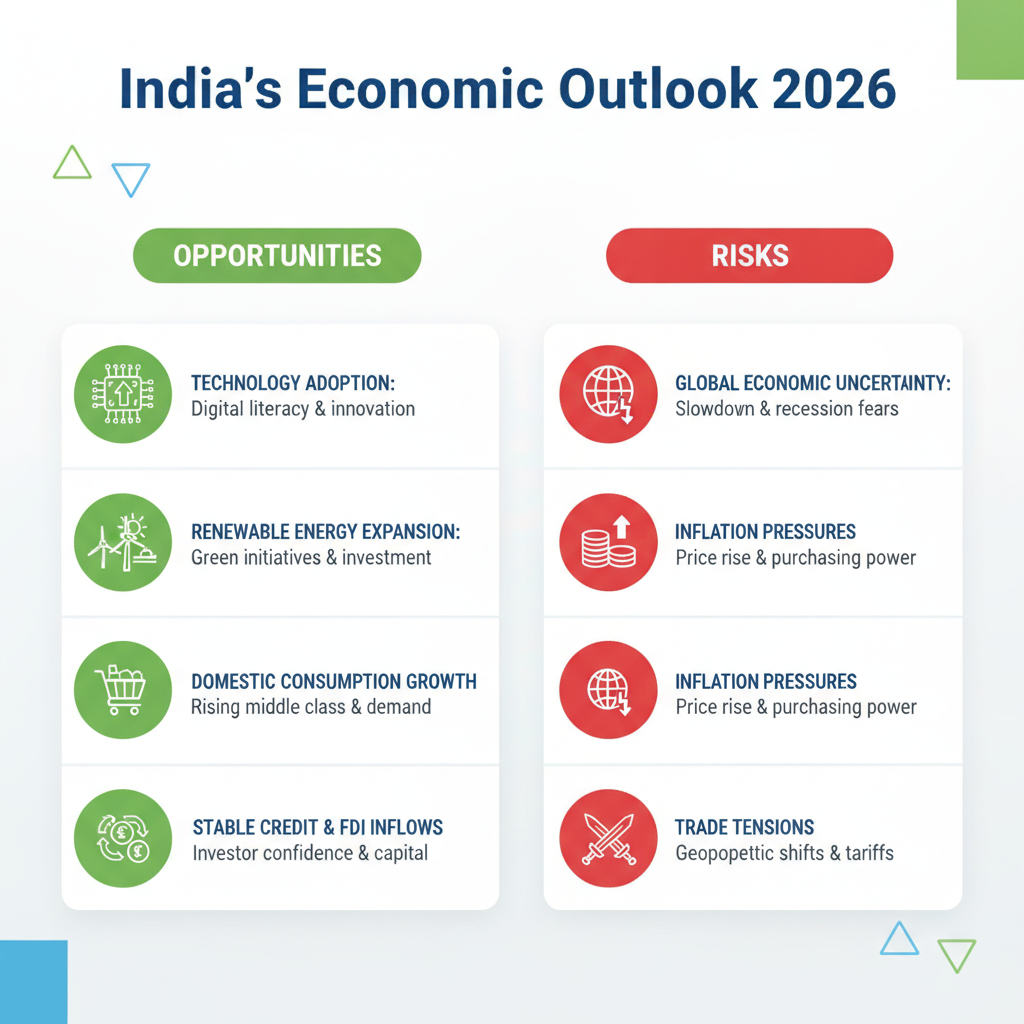 India's Economic Outlook 2026
OPPORTUNITIES
TECHNOLOGY ADOPTION:
Digital literacy & innovation
RENEWABLE ENERGY EXPANSION:
Green initiatives & investment
DOMESTIC CONSUMPTION GROWTH
Rising middle class & demand
STABLE CREDIT & FDI INFLOWS
Investor confidence & capital
RISKS
GLOBAL ECONOMIC UNCERTAINTY:
Slowdown & recession fears
INFLATION PRESSURES
Price rise & purchasing power
INFLATION PRESSURES
Price rise & purchasing power
TRADE TENSIONS
Geopopettic shifts & tariffs